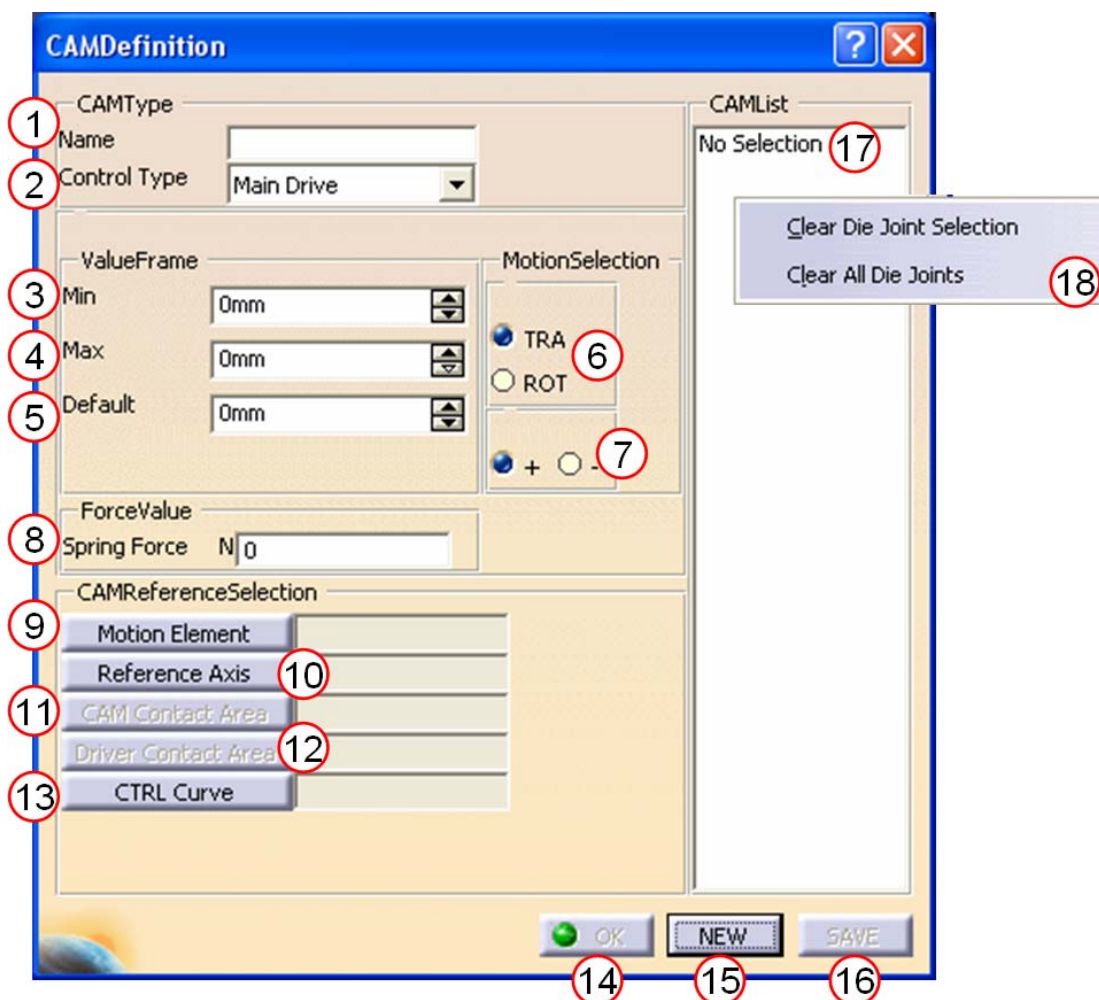 CAMDefinition ?
CAMType
1 Name
2 Control Type Main Drive
ValueFrame
3 Min 0mm
4 Max 0mm
5 Default 0mm
MotionSelection
TRA
6
ROT
+ - 7
ForceValue
8 Spring Force N 0
CAMReferenceSelection
9 Motion Element
Reference Axis 10
11 CAM Contact Area
Driver Contact Area 12
13 CTRL Curve
CAMList
No Selection 17
Clear Die Joint Selection
Clear All Die Joints 18
OK NEW SAVE
14 15 16